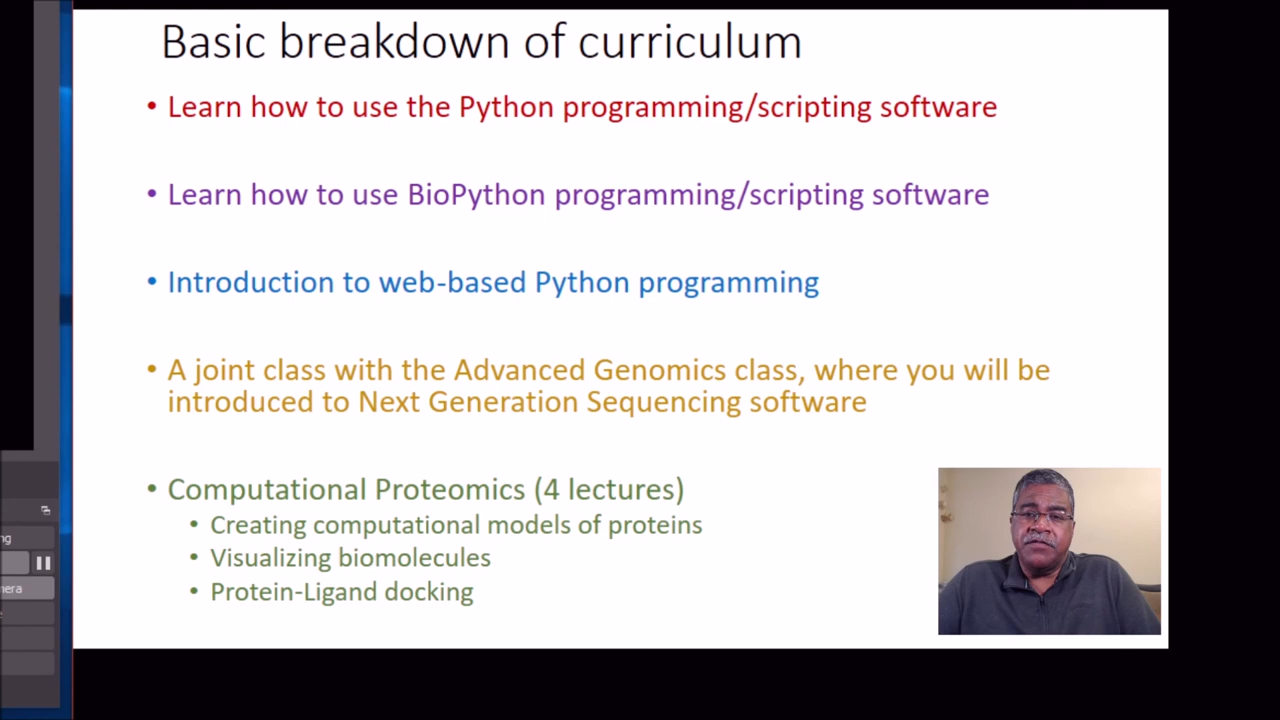 Basic breakdown of curriculum
• Learn how to use the Python programming/scripting software
• Learn how to use BioPython programming/scripting software
• Introduction to web-based Python programming
• A joint class with the Advanced Genomics class, where you will be
introduced to Next Generation Sequencing software
• Computational Proteomics (4 lectures)
• Creating computational models of proteins
• Visualizing biomolecules
• Protein-Ligand docking
ng
mera